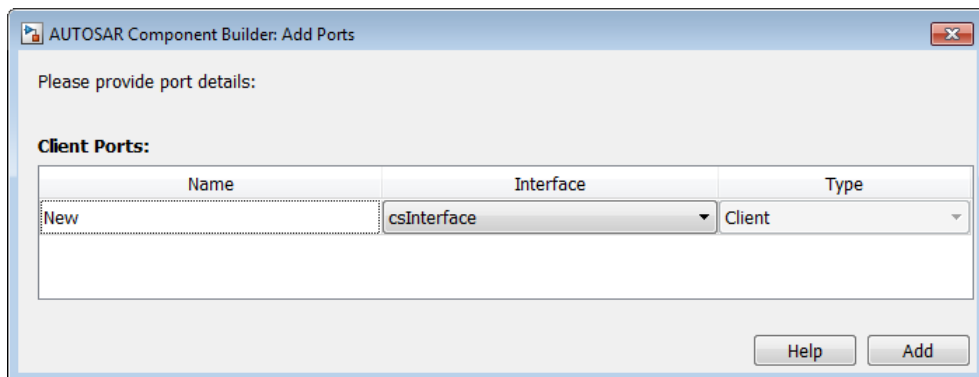 AUTOSAR Component Builder: Add Ports
Please provide port details:
Client Ports:
Name Interface Type
New csInterface Client
Help Add